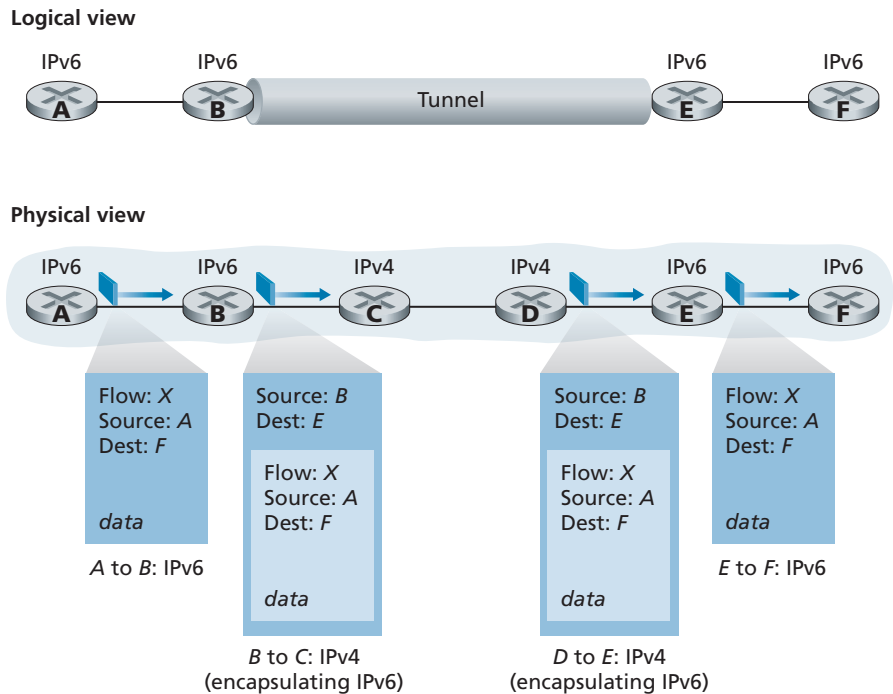 Logical view
IPv6 IPv6 IPv6 IPv6
A B Tunnel E F
Physical view
IPv6 IPv6 IPv4 IPv4 IPv6 IPv6
A B C D E F
Flow: X
Source: A
Dest: F
data
A to B: IPv6
Source: B
Dest: E
Flow: X
Source: A
Dest: F
data
B to C: IPv4
(encapsulating IPv6)
Source: B
Dest: E
Flow: X
Source: A
Dest: F
data
D to E: IPv4
(encapsulating IPv6)
Flow: X
Source: A
Dest: F
data
E to F: IPv6